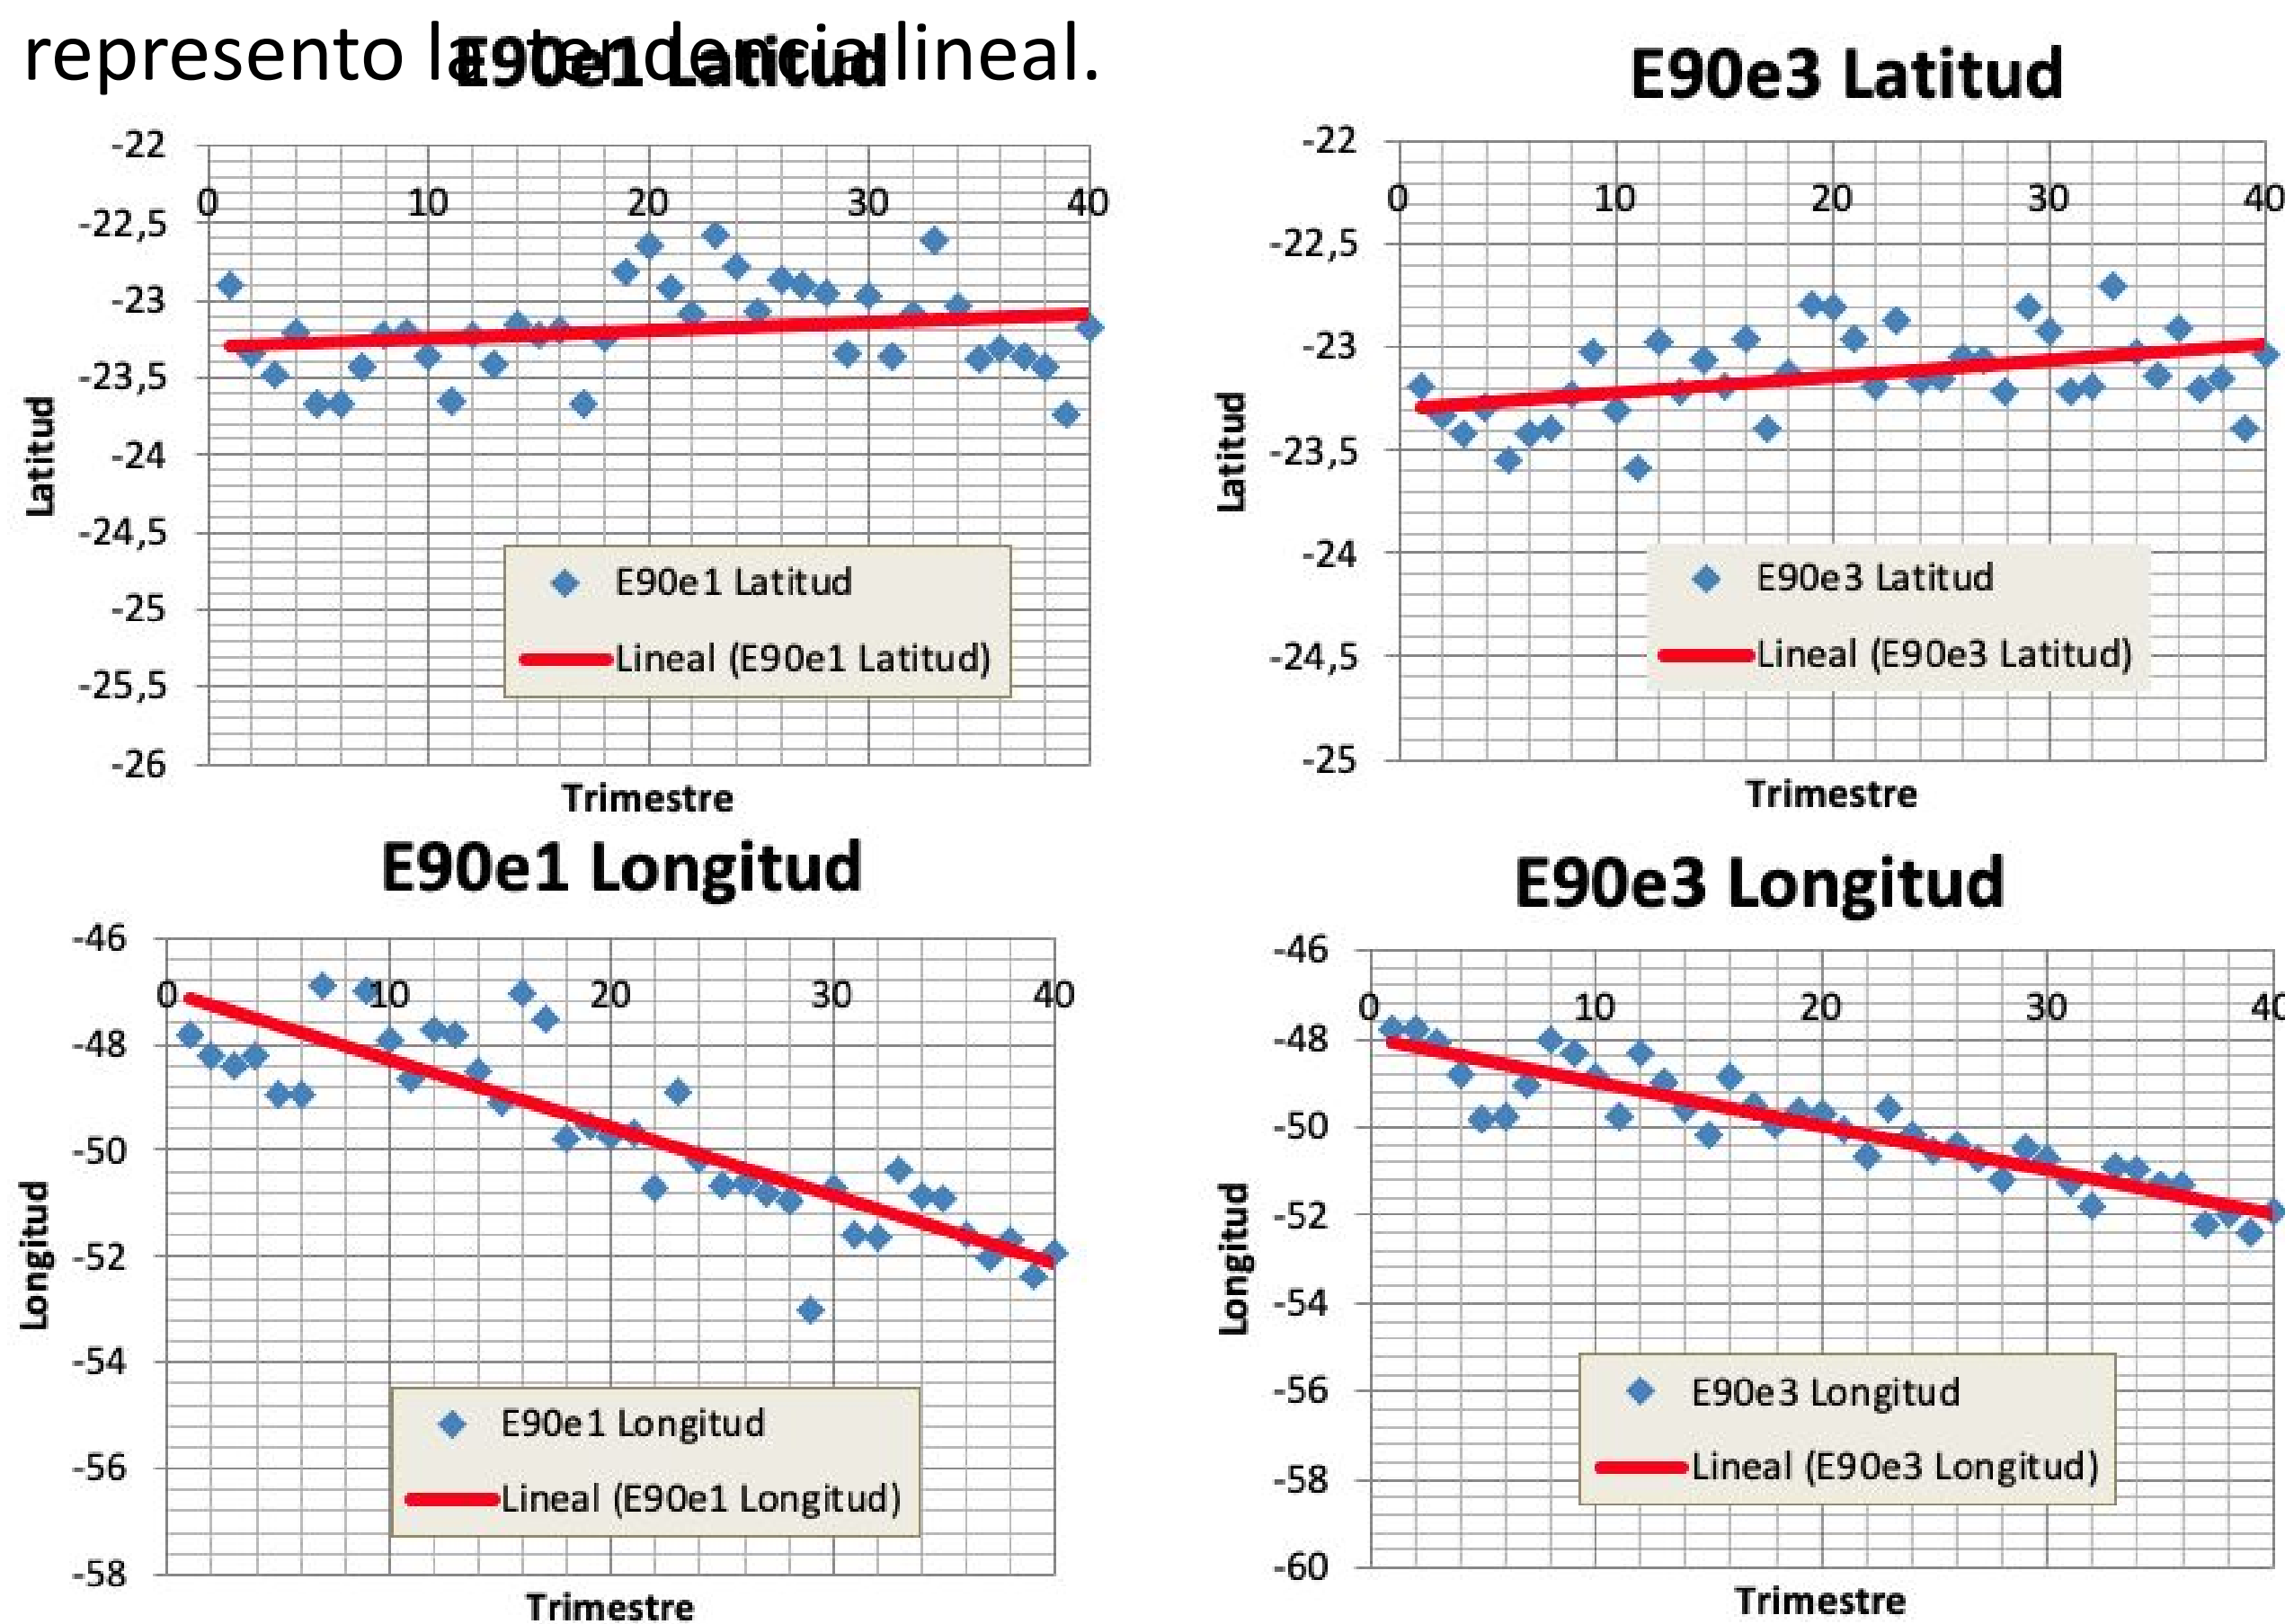 represento la tendencia lineal.
E90e1 Latitud
-22
0 10 20 30 40
-22,5
-23
-23,5
-24
-24,5
-25
-25,5
-26
Latitud
E90e1 Latitud
Lineal (E90e1 Latitud)
Trimestre
E90e3 Latitud
-22
0 10 20 30 40
-22,5
-23
-23,5
-24
-24,5
-25
Latitud
E90e3 Latitud
Lineal (E90e3 Latitud)
Trimestre
E90e1 Longitud
-46
0 10 20 30 40
-48
-50
-52
-54
-56
-58
Longitud
E90e1 Longitud
Lineal (E90e1 Longitud)
Trimestre
E90e3 Longitud
-46
0 10 20 30 40
-48
-50
-52
-54
-56
-58
-60
Longitud
E90e3 Longitud
Lineal (E90e3 Longitud)
Trimestre